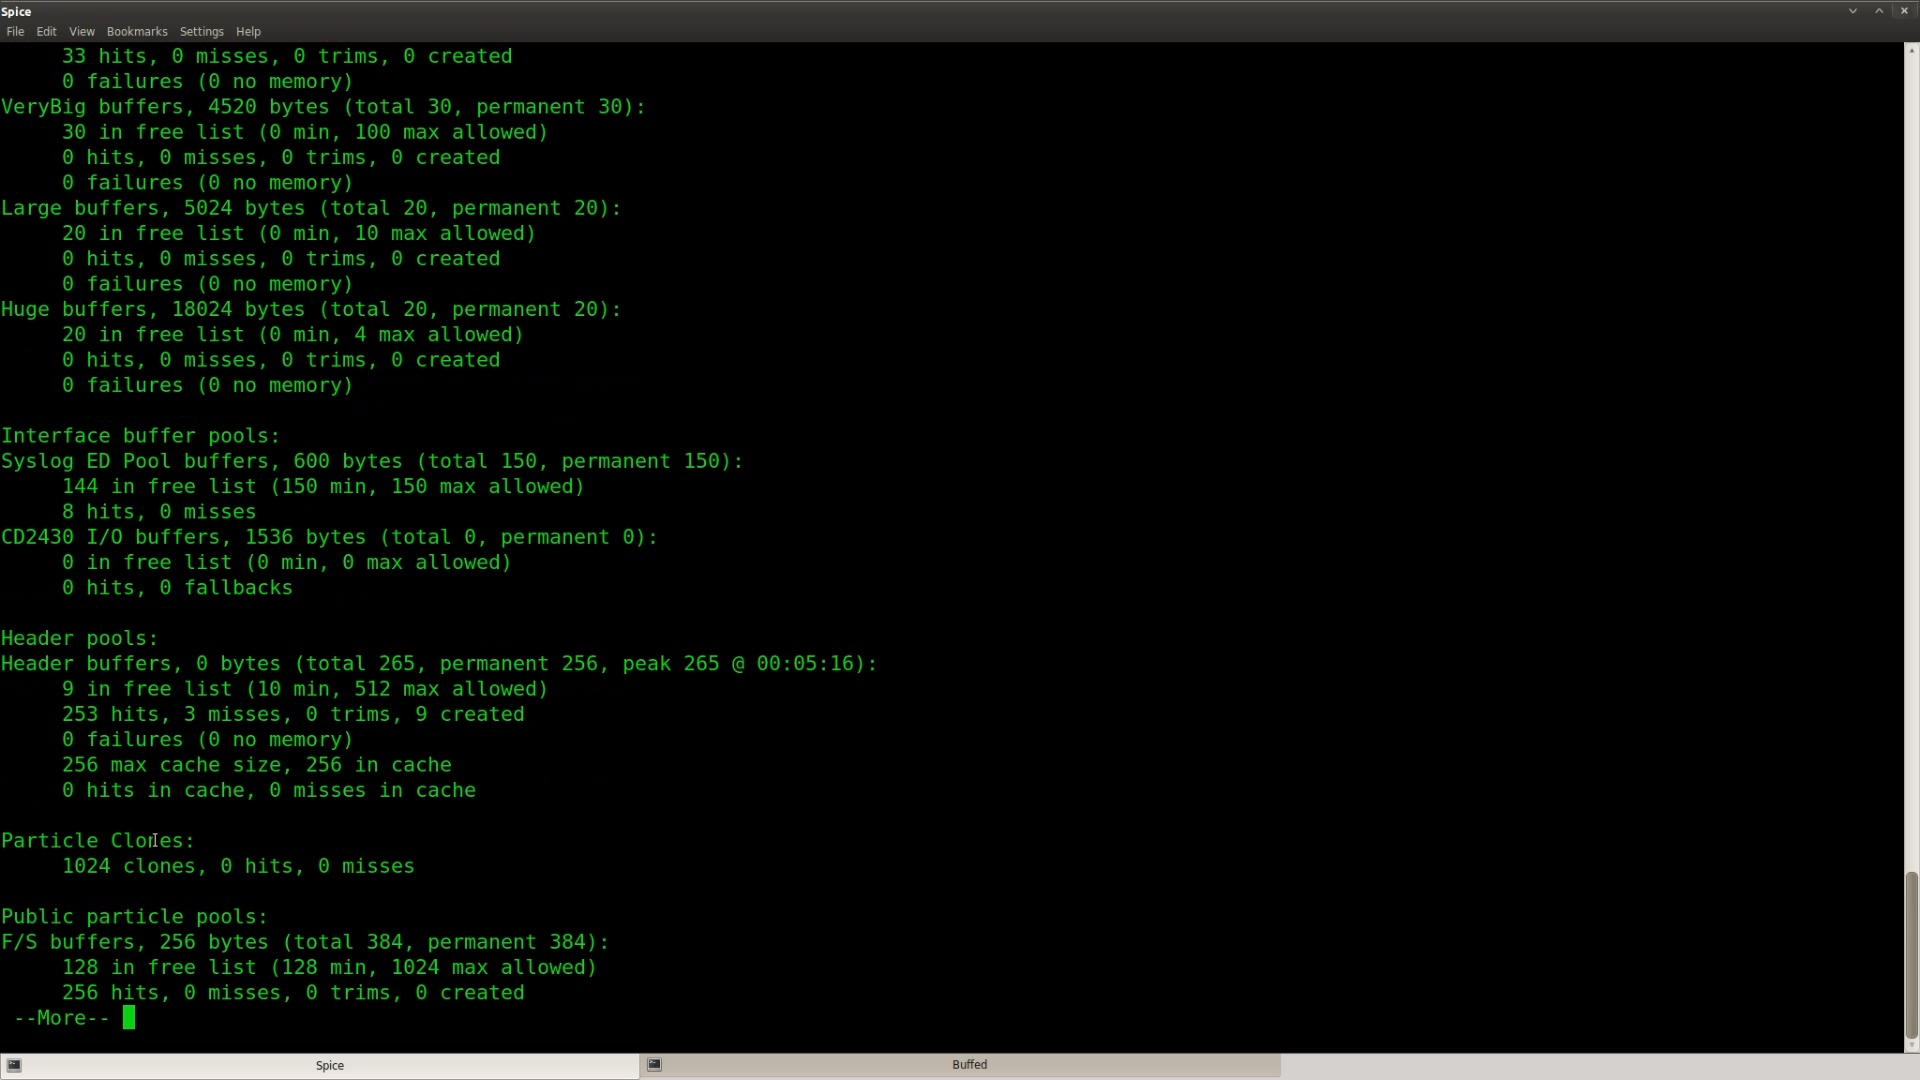 Spice
File Edit View Bookmarks Settings Help
33 hits, 0 misses, 0 trims, 0 created
0 failures (0 no memory)
VeryBig buffers, 4520 bytes (total 30, permanent 30):
30 in free list (0 min, 100 max allowed)
0 hits, 0 misses, 0 trims, 0 created
0 failures (0 no memory)
Large buffers, 5024 bytes (total 20, permanent 20):
20 in free list (0 min, 10 max allowed)
0 hits, 0 misses, 0 trims, 0 created
0 failures (0 no memory)
Huge buffers, 18024 bytes (total 20, permanent 20):
20 in free list (0 min, 4 max allowed)
0 hits, 0 misses, 0 trims, 0 created
0 failures (0 no memory)
Interface buffer pools:
Syslog ED Pool buffers, 600 bytes (total 150, permanent 150):
144 in free list (150 min, 150 max allowed)
8 hits, 0 misses
CD2430 I/O buffers, 1536 bytes (total 0, permanent 0):
0 in free list (0 min, 0 max allowed)
0 hits, 0 fallbacks
Header pools:
Header buffers, 0 bytes (total 265, permanent 256, peak 265 @ 00:05:16):
9 in free list (10 min, 512 max allowed)
253 hits, 3 misses, 0 trims, 9 created
0 failures (0 no memory)
256 max cache size, 256 in cache
0 hits in cache, 0 misses in cache
Particle Clones:
1024 clones, 0 hits, 0 misses
Public particle pools:
F/S buffers, 256 bytes (total 384, permanent 384):
128 in free list (128 min, 1024 max allowed)
256 hits, 0 misses, 0 trims, 0 created
--More--
Spice Buffed